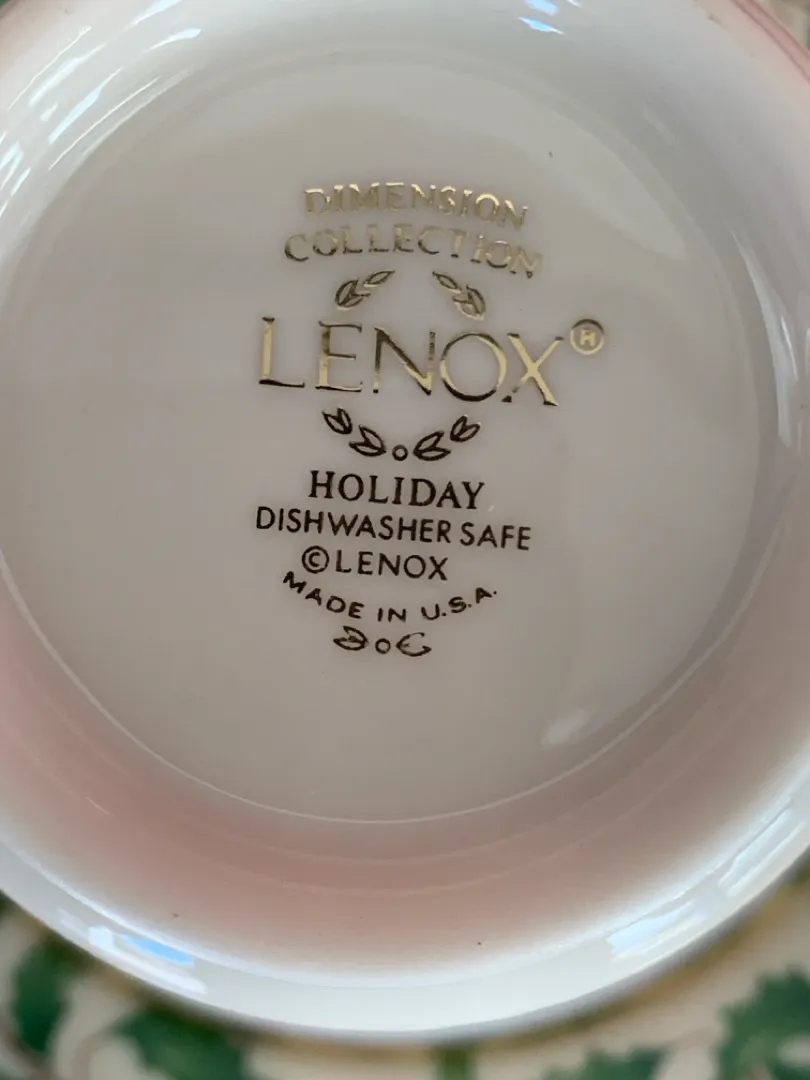 DIMENSION
COLLECTION
LENOX®
HOLIDAY
DISHWASHER SAFE
©LENOX
MADE IN U.S.A.